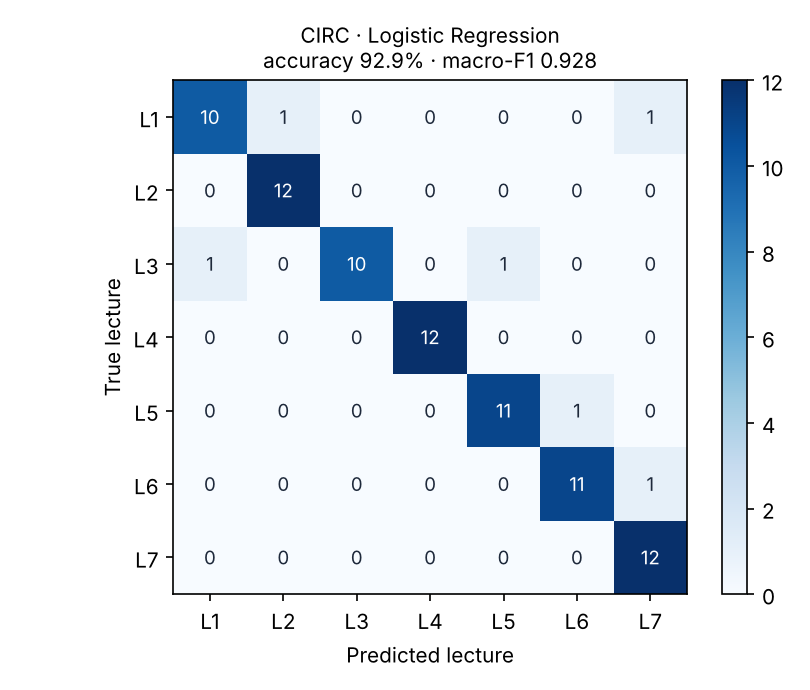 CIRC · Logistic Regression
accuracy 92.9% · macro-F1 0.928
True lecture
L1 10 1 0 0 0 0 1
L2 0 12 0 0 0 0 0
L3 1 0 10 0 1 0 0
L4 0 0 0 12 0 0 0
L5 0 0 0 0 11 1 0
L6 0 0 0 0 0 11 1
L7 0 0 0 0 0 0 12
L1 L2 L3 L4 L5 L6 L7
Predicted lecture
12
10
8
6
4
2
0